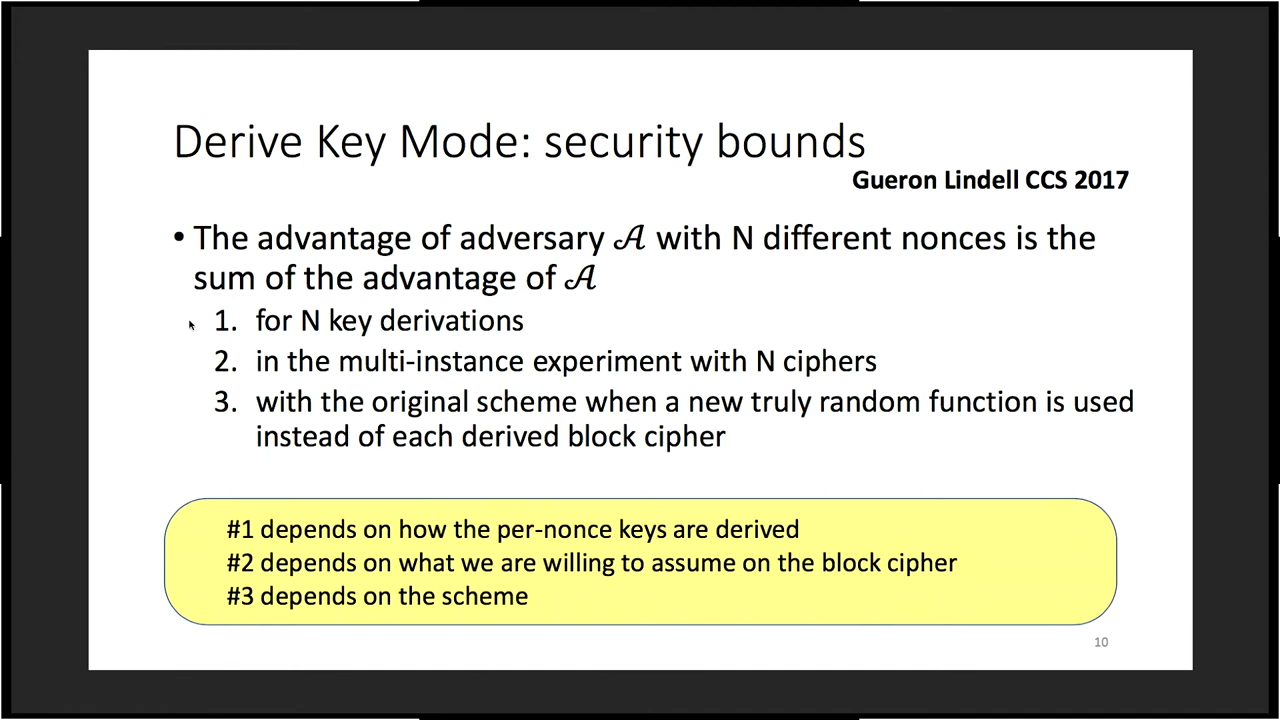 Derive Key Mode: security bounds
Gueron Lindell CCS 2017
• The advantage of adversary 𝒜 with N different nonces is the
sum of the advantage of 𝒜
1. for N key derivations
2. in the multi-instance experiment with N ciphers
3. with the original scheme when a new truly random function is used
instead of each derived block cipher
#1 depends on how the per-nonce keys are derived
#2 depends on what we are willing to assume on the block cipher
#3 depends on the scheme
10